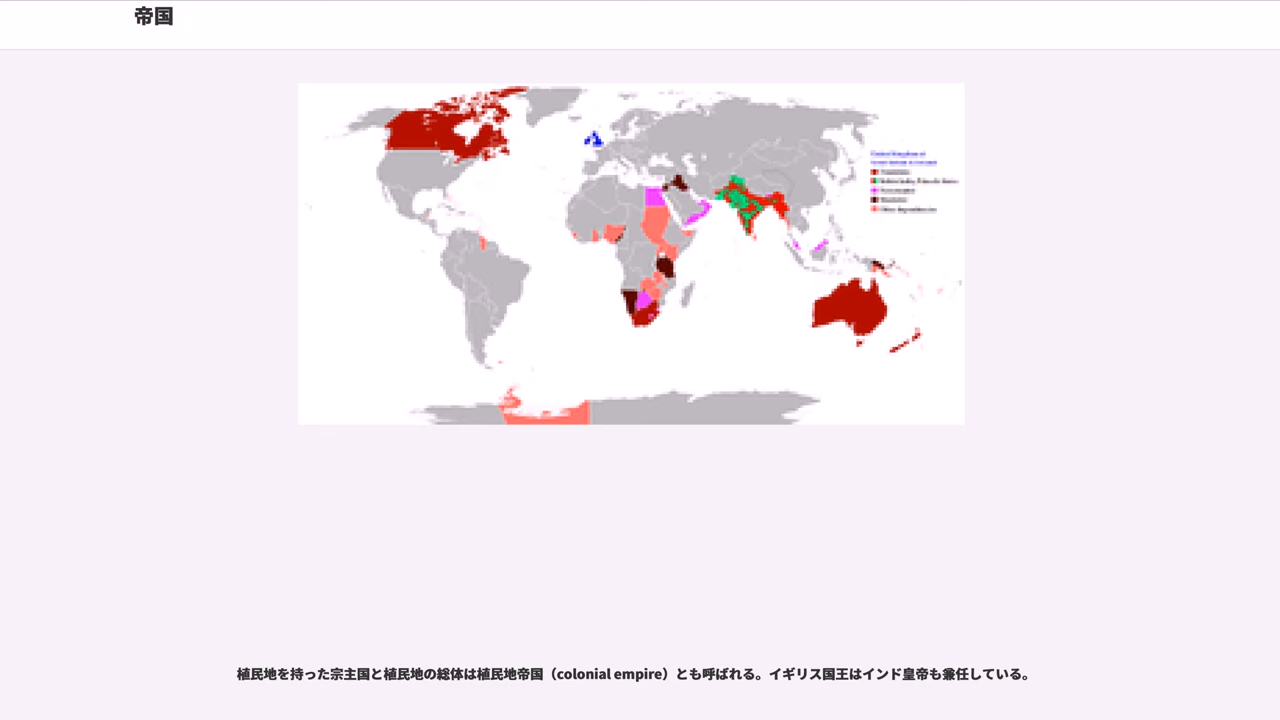 帝国
植民地を持った宗主国と植民地の総体は植民地帝国（colonial empire）とも呼ばれる。イギリス国王はインド皇帝も兼任している。